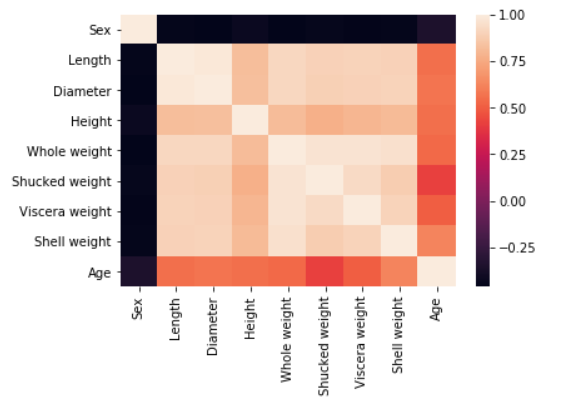 Sex
Length
Diameter
Height
Whole weight
Shucked weight
Viscera weight
Shell weight
Age
Sex
Length
Diameter
Height
Whole weight
Shucked weight
Viscera weight
Shell weight
Age
1.00
0.75
0.50
0.25
0.00
−0.25